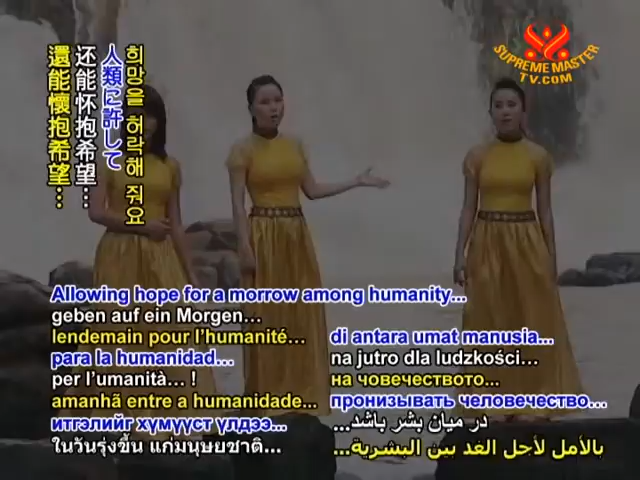 희망을 허락해 줘요
人類に許して
还能怀抱希望…
還能懷抱希望…
SUPREME MASTER
TV.COM
Allowing hope for a morrow among humanity...
geben auf ein Morgen…
lendemain pour l’humanité…
para la humanidad…
per l’umanità… !
amanhã entre a humanidade...
итгэлийг хүмүүст үлдээ...
ในวันรุ่งขึ้น แก่มนุษยชาติ…
di antara umat manusia...
na jutro dla ludzkości…
на човечеството...
пронизывать человечество…
در میان بشر باشد...
بالأمل لأجل الغد بين البشرية...